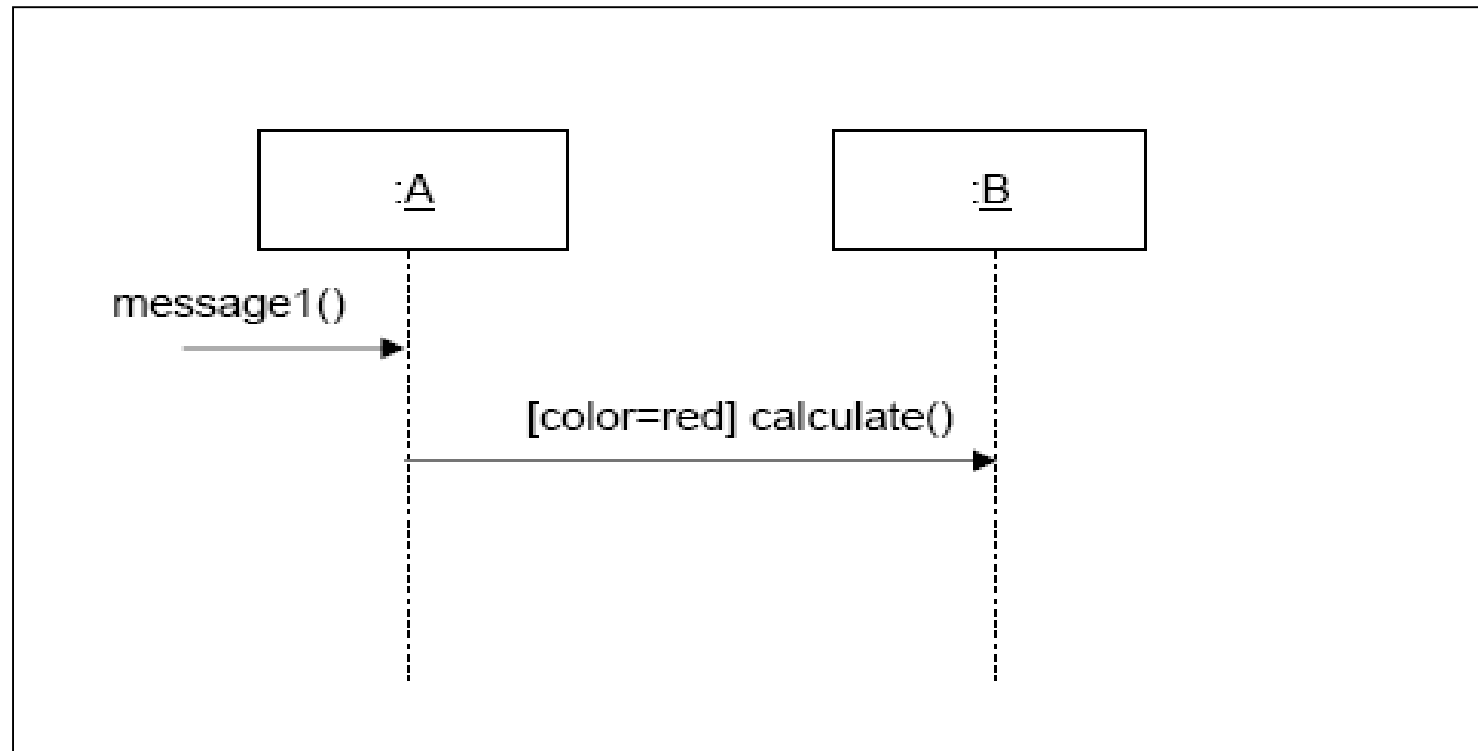 :A
:B
message1()
[color=red] calculate()